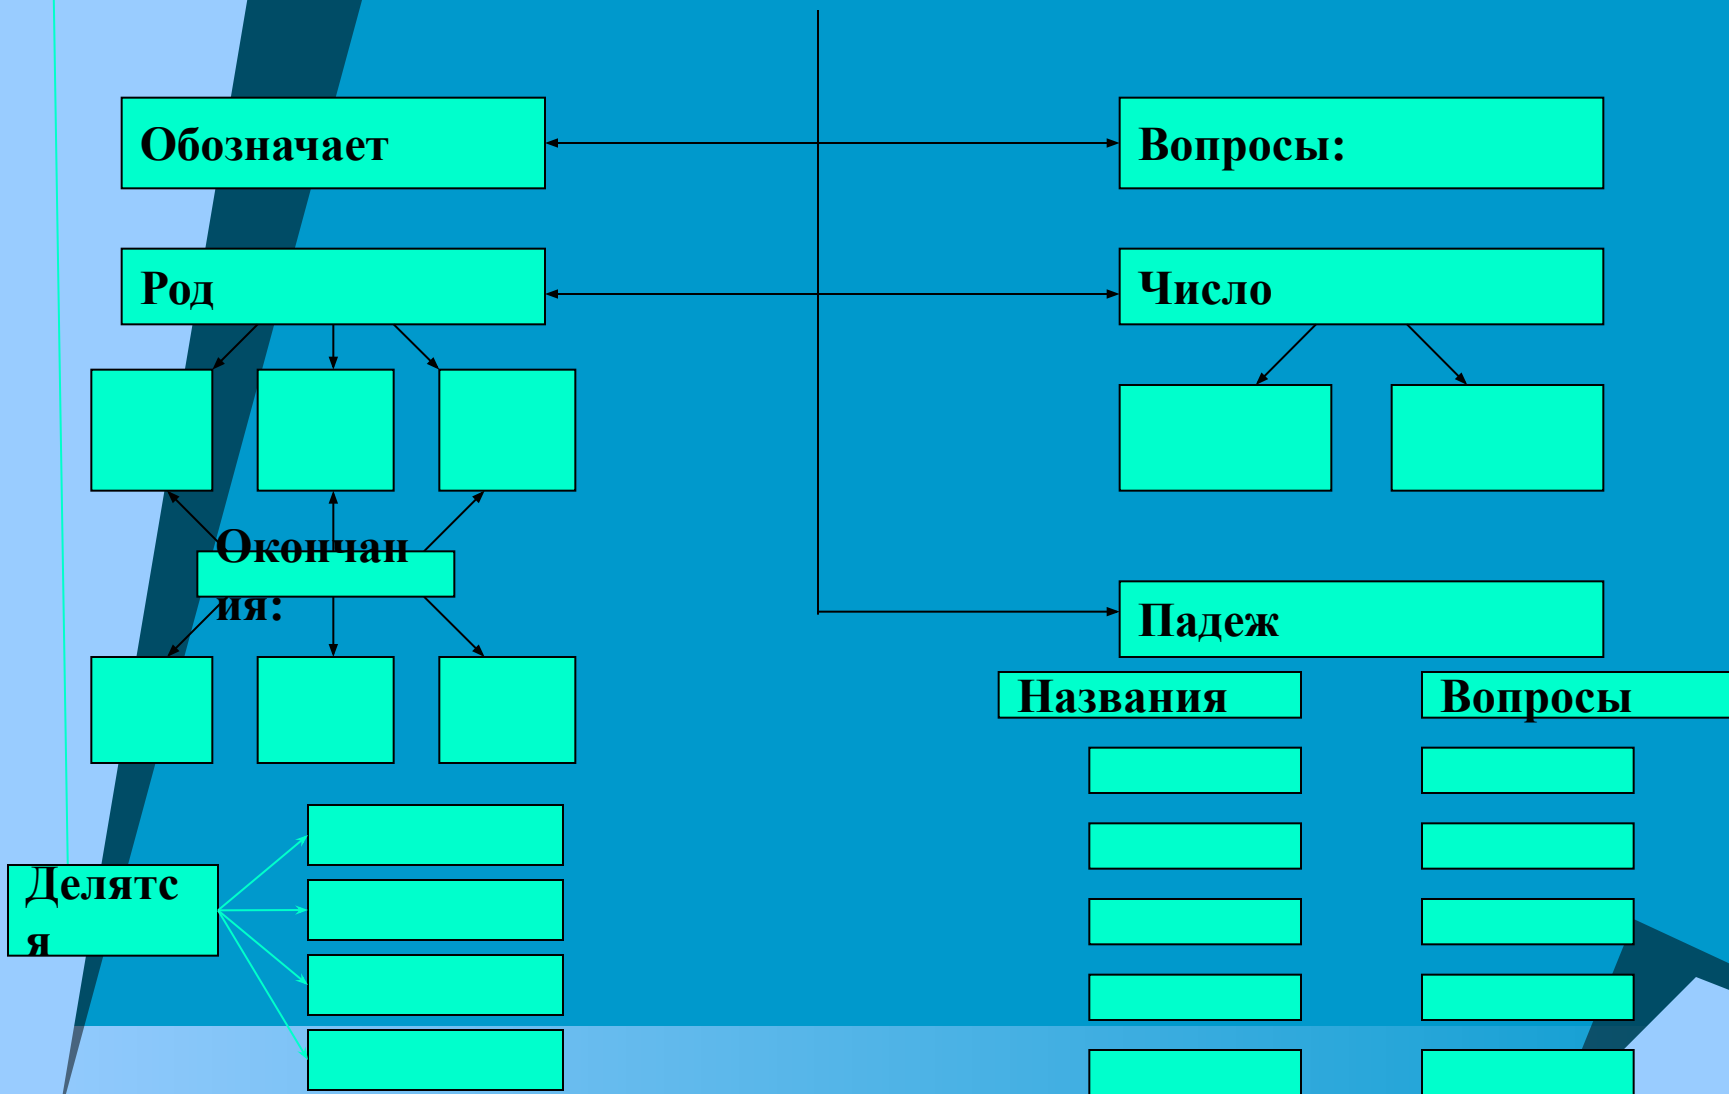 Обозначает
Вопросы:
Род
Число
Окончан
ия:
Падеж
Названия
Вопросы
Делятс
я